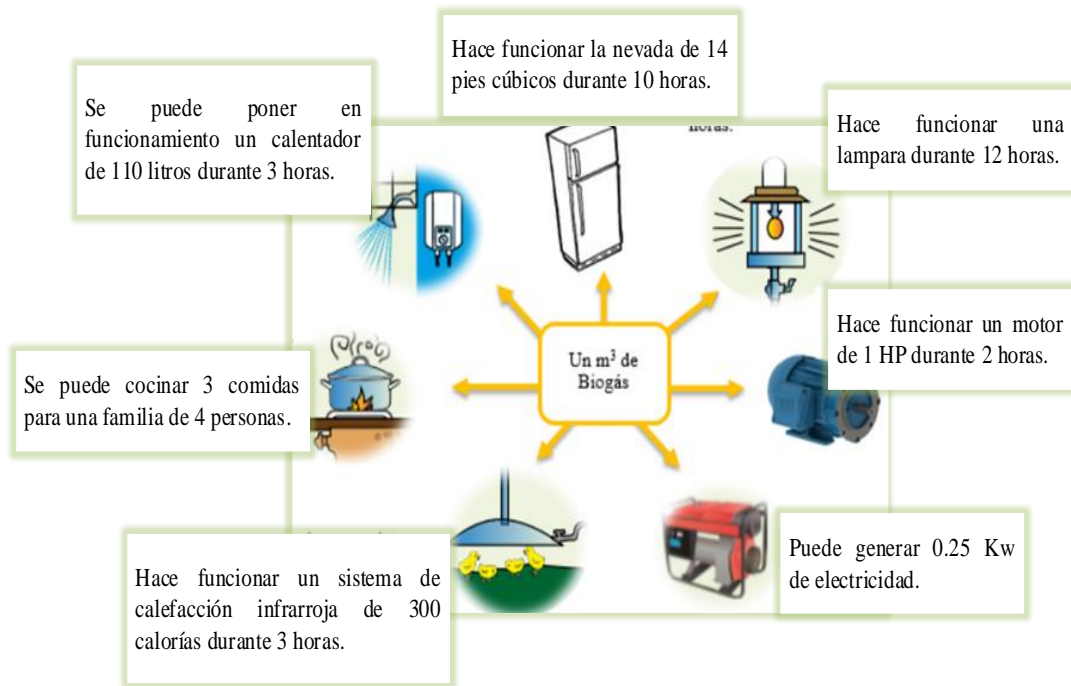 Hace funcionar la nevada de 14
pies cúbicos durante 10 horas.
Se puede poner en
funcionamiento un calentador
de 110 litros durante 3 horas.
horas.
Hace funcionar una
lampara durante 12 horas.
Hace funcionar un motor
de 1 HP durante 2 horas.
Un m³ de
Biogás
Se puede cocinar 3 comidas
para una familia de 4 personas.
Puede generar 0.25 Kw
de electricidad.
Hace funcionar un sistema de
calefacción infrarroja de 300
calorías durante 3 horas.